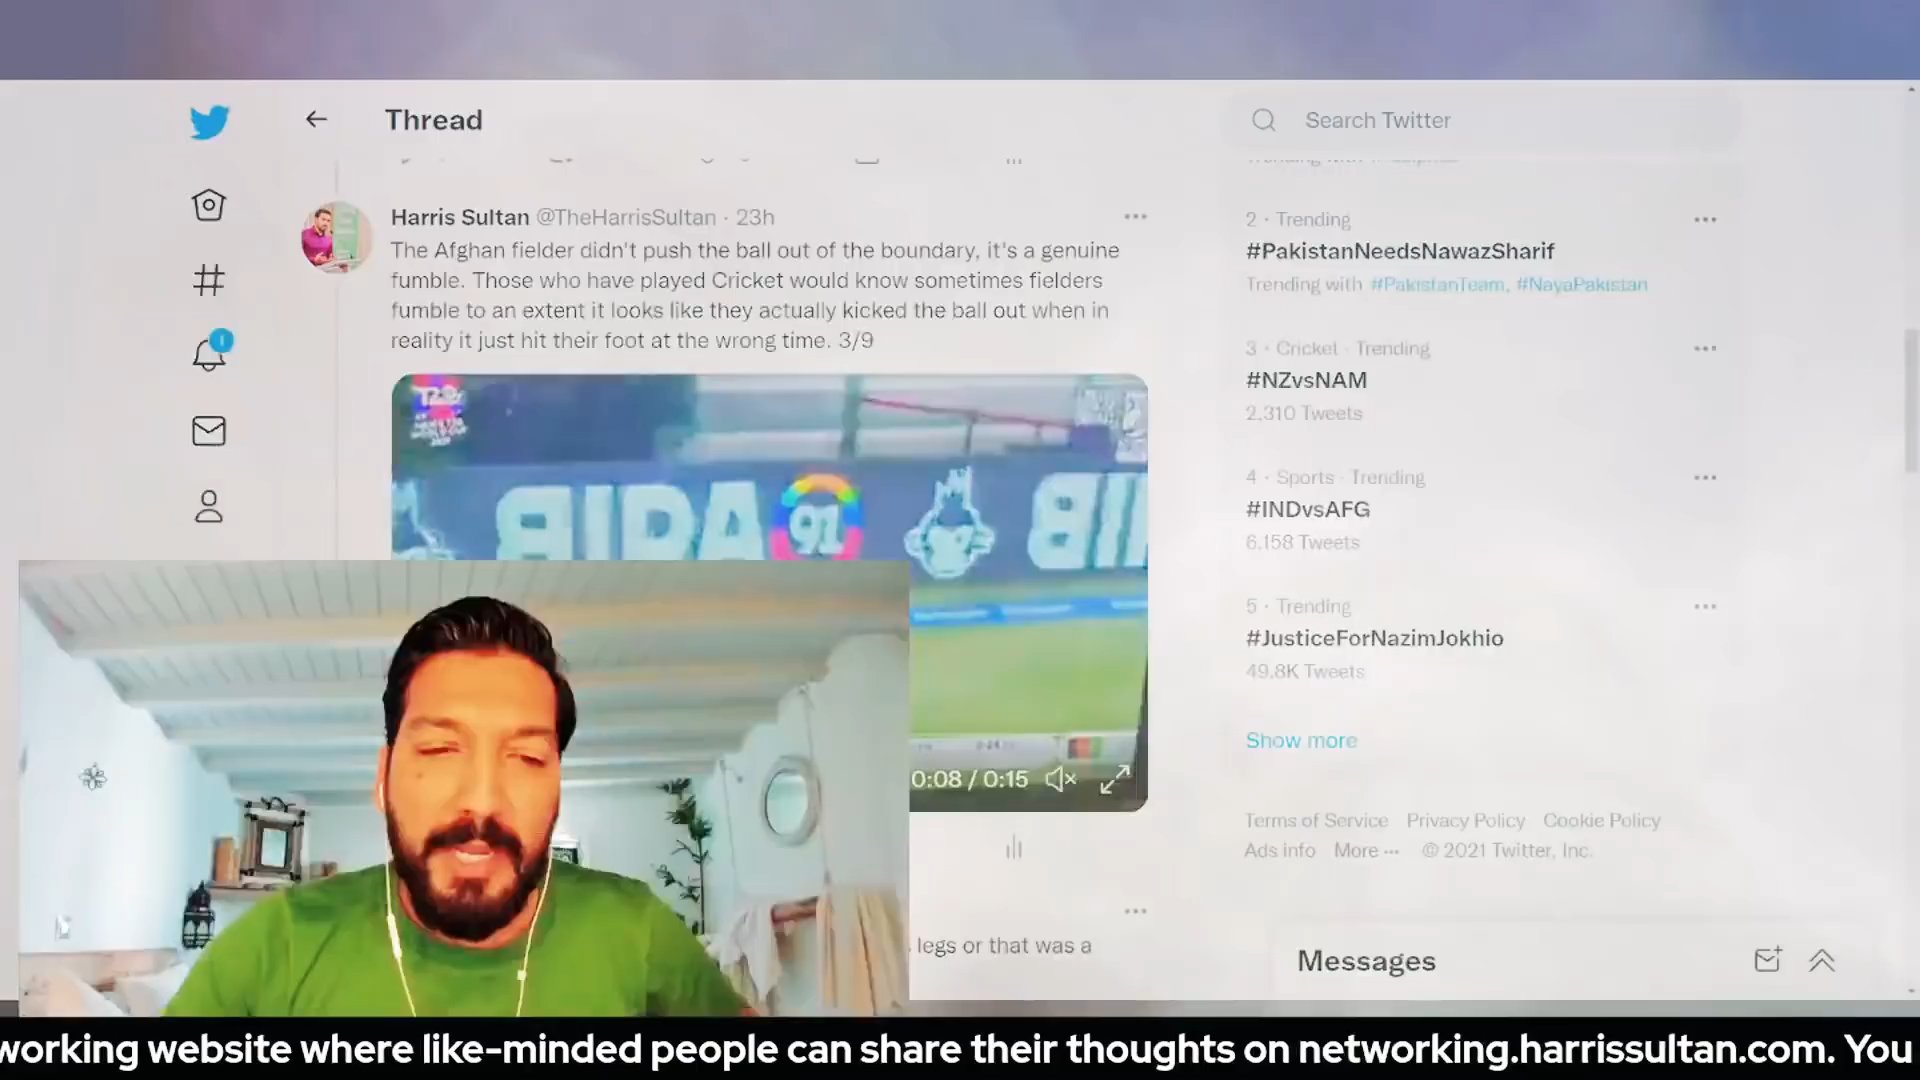 Thread
Search Twitter
Harris Sultan @TheHarrisSultan · 23h
The Afghan fielder didn't push the ball out of the boundary, it's a genuine
fumble. Those who have played Cricket would know sometimes fielders
fumble to an extent it looks like they actually kicked the ball out when in
reality it just hit their foot at the wrong time. 3/9
BIRA
91
BI
0:08 / 0:15
legs or that was a
2 · Trending
#PakistanNeedsNawazSharif
Trending with #PakistanTeam, #NayaPakistan
3 · Cricket · Trending
#NZvsNAM
2,310 Tweets
4 · Sports · Trending
#INDvsAFG
6,158 Tweets
5 · Trending
#JusticeForNazimJokhio
49.8K Tweets
Show more
Terms of Service Privacy Policy Cookie Policy
Ads info More ··· © 2021 Twitter, Inc.
Messages
working website where like-minded people can share their thoughts on networking.harrissultan.com. You